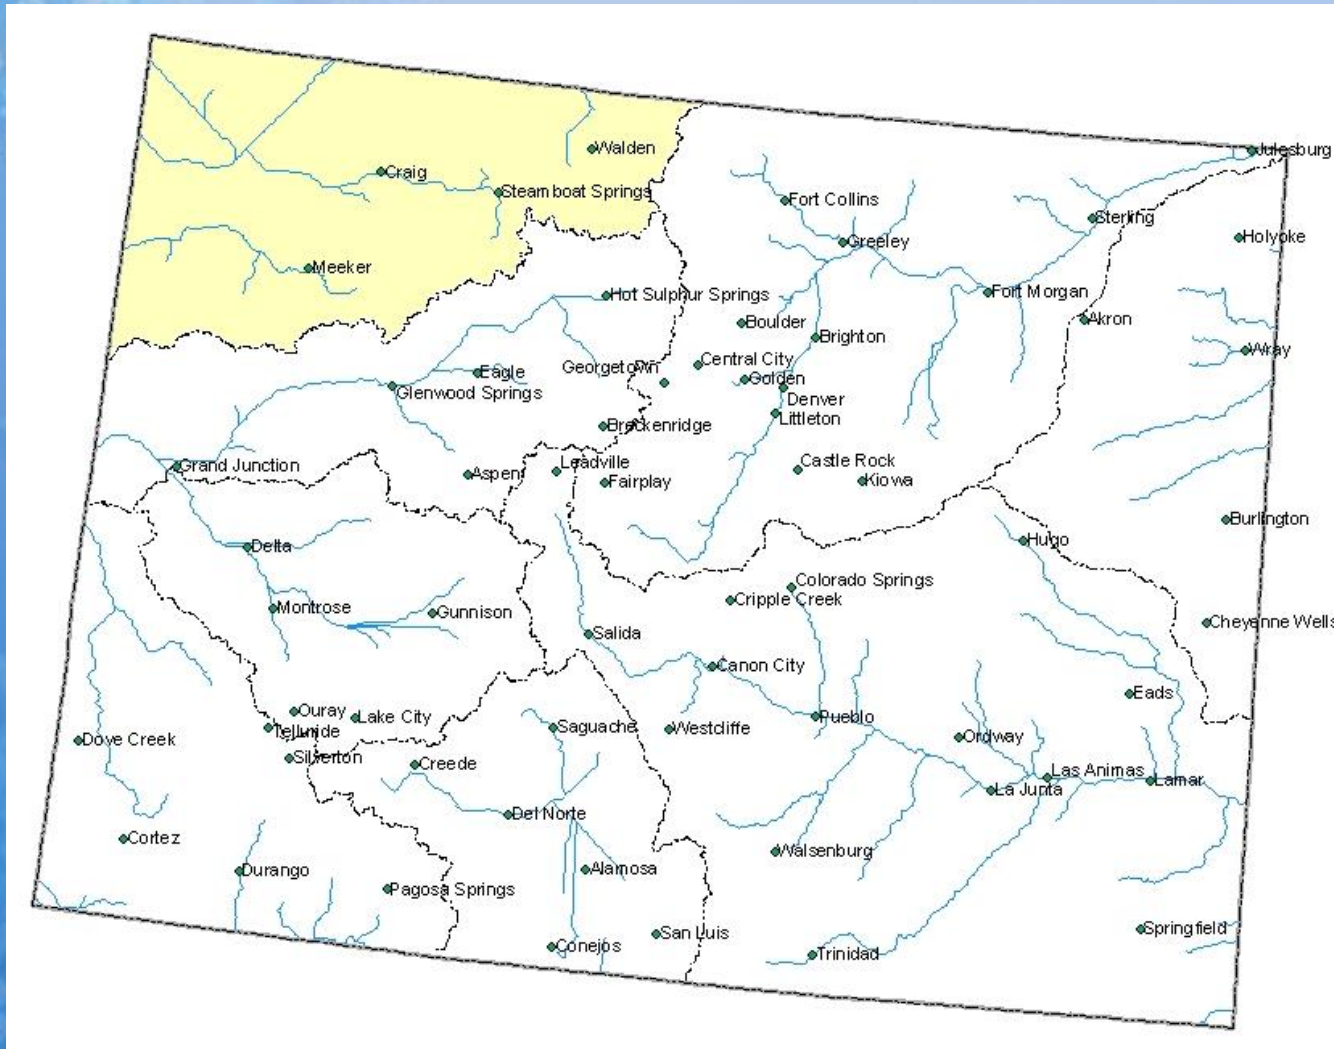 Julesburg
Walden
Craig
Steamboat Springs
Fort Collins
Sterling
Greeley
Holyoke
Meeker
Hot Sulphur Springs
Fort Morgan
Boulder
Akron
Brighton
Wray
Central City
Georgetown
Eagle
Golden
Glenwood Springs
Denver
Littleton
Breckenridge
Leadville
Castle Rock
Grand Junction
Aspen
Fairplay
Kiowa
Burlington
Delta
Hugo
Colorado Springs
Cripple Creek
Montrose
Gunnison
Cheyenne Wells
Salida
Canon City
Eads
Ouray
Lake City
Pueblo
Telluride
Saguache
Westcliffe
Dove Creek
Ordway
Silverton
Creede
Las Animas
Lamar
La Junta
Del Norte
Cortez
Walsenburg
Durango
Alamosa
Pagosa Springs
Springfield
San Luis
Conejos
Trinidad